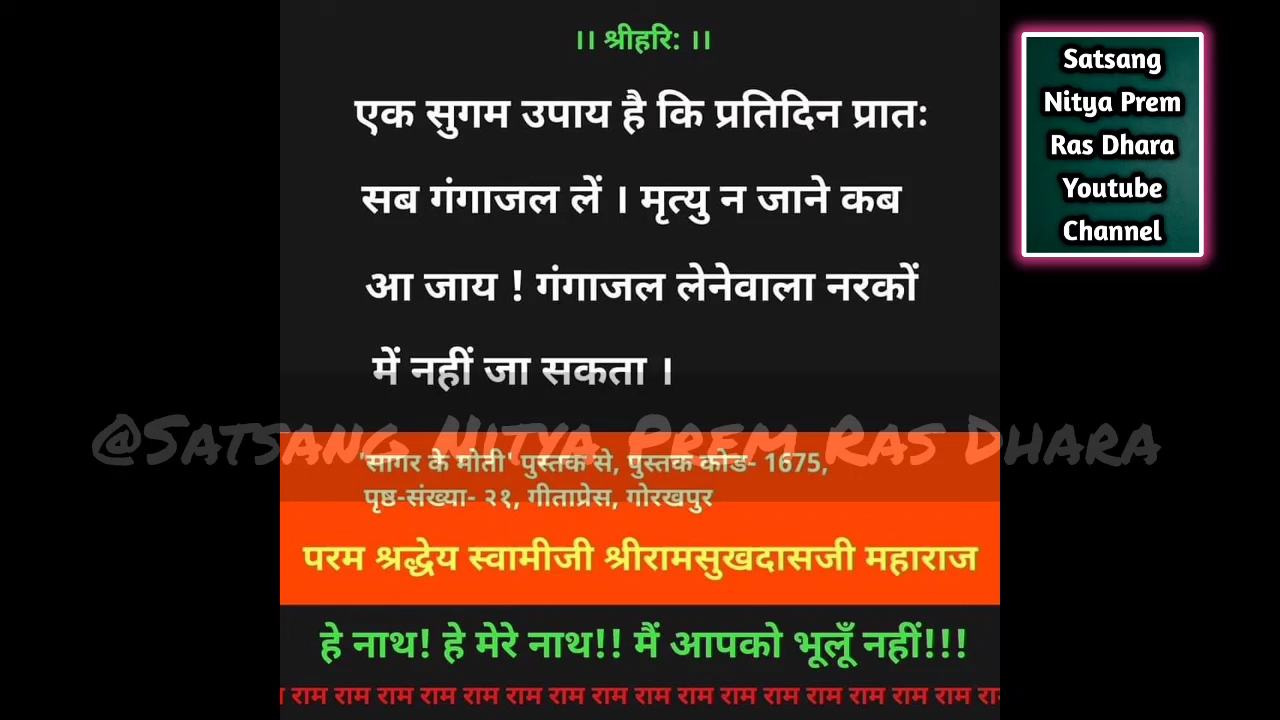 ।। श्रीहरि: ।।
एक सुगम उपाय है कि प्रतिदिन प्रातः
सब गंगाजल लें । मृत्यु न जाने कब
आ जाय ! गंगाजल लेनेवाला नरकों
में नहीं जा सकता ।
@Satsang Nitya Prem Ras Dhara
'सागर के मोती' पुस्तक से, पुस्तक कोड- 1675,
पृष्ठ-संख्या- २१, गीताप्रेस, गोरखपुर
परम श्रद्धेय स्वामीजी श्रीरामसुखदासजी महाराज
हे नाथ! हे मेरे नाथ!! मैं आपको भूलूँ नहीं!!!
राम राम राम राम राम राम राम राम राम राम राम राम राम राम राम राम
Satsang
Nitya Prem
Ras Dhara
Youtube
Channel